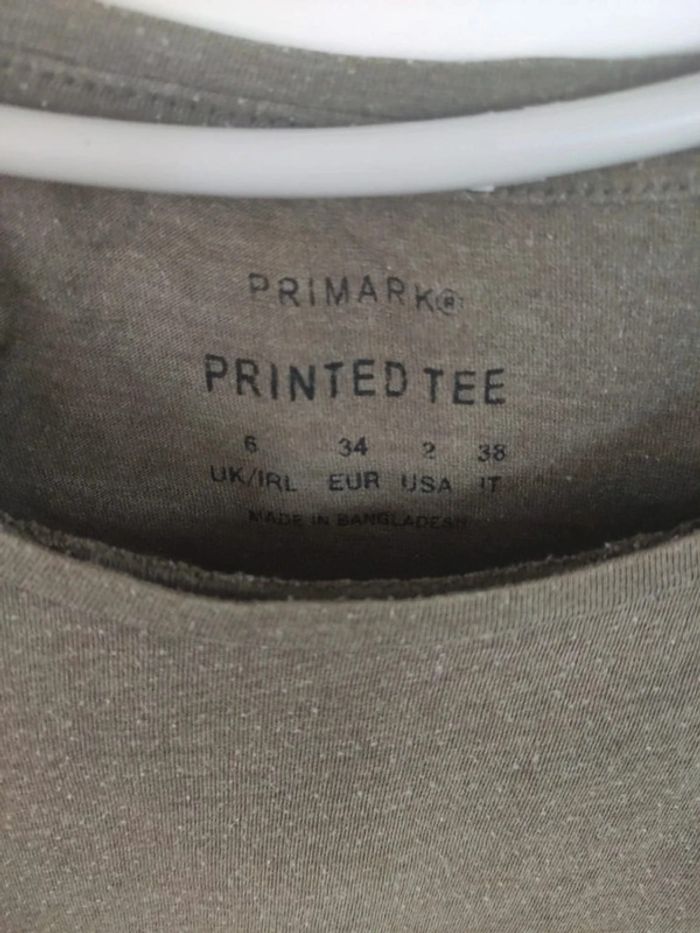 PRIMARK®
PRINTED TEE
6 34 2 38
UK/IRL EUR USA IT
MADE IN BANGLADESH